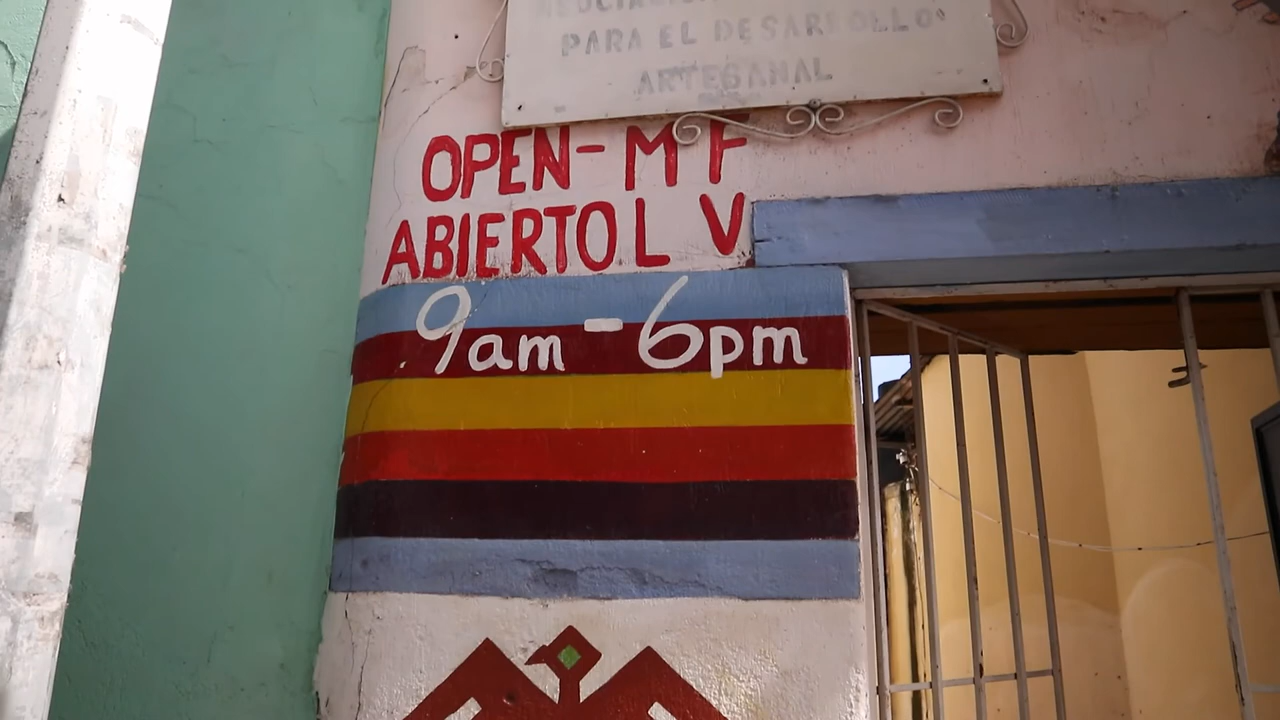 PARA EL DESARROLLO
ARTESANAL
OPEN- M F
ABIERTO L V
9am - 6pm